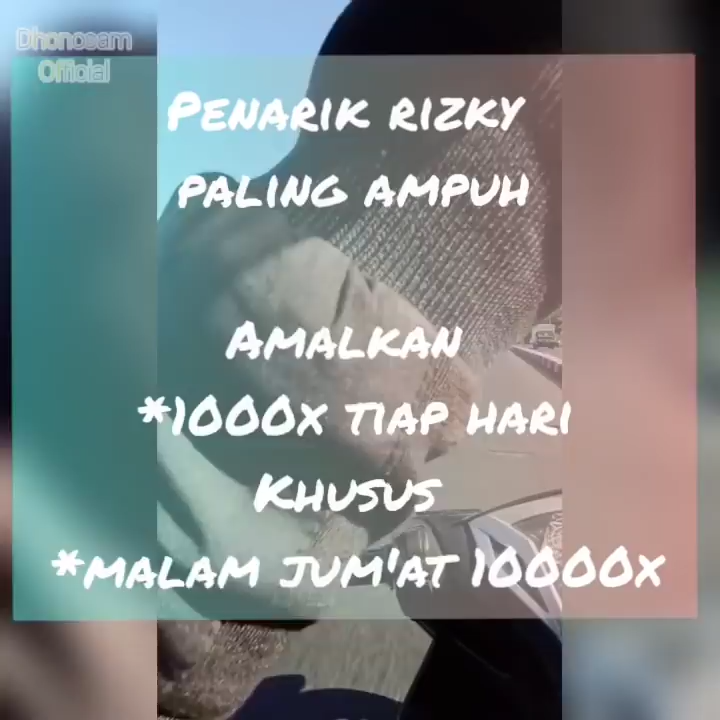 Dhonosam
Official
PENARIK RIZKY
PALING AMPUH
AMALKAN
*1000X TIAP HARI
KHUSUS
*MALAM JUM'AT 10000X